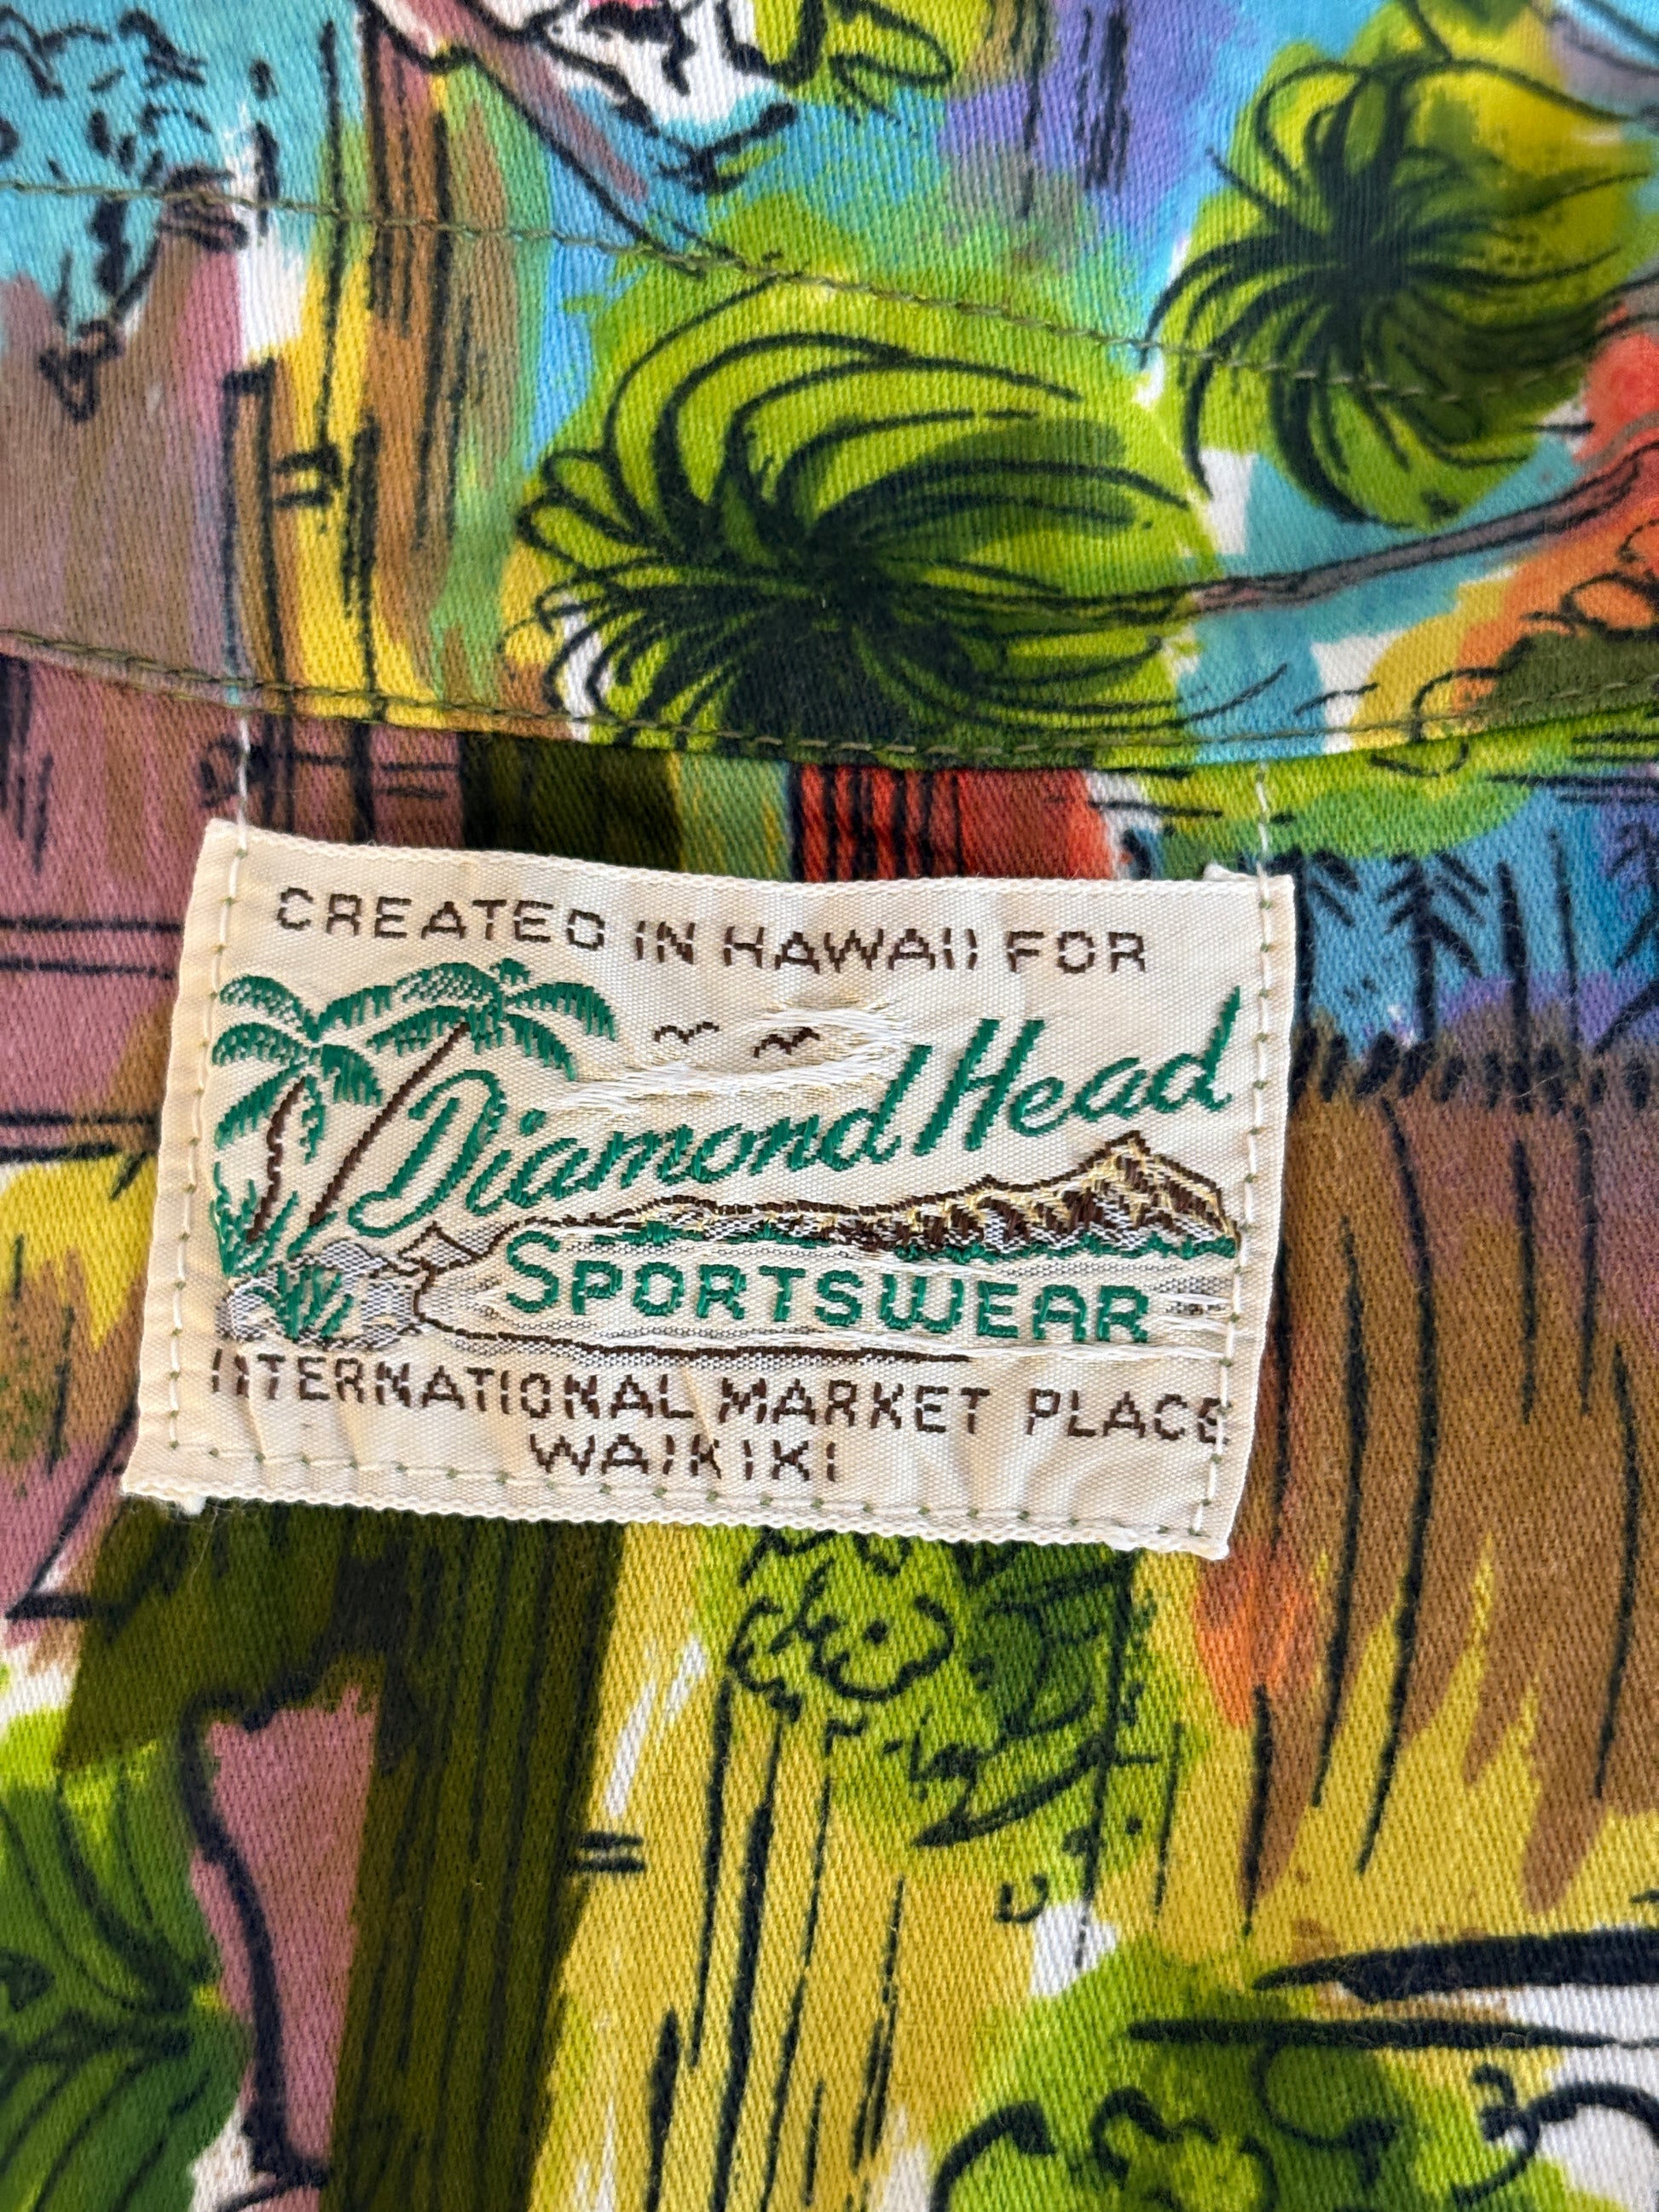 CREATED IN HAWAII FOR
Diamond Head
SPORTSWEAR
INTERNATIONAL MARKET PLACE
WAIKIKI